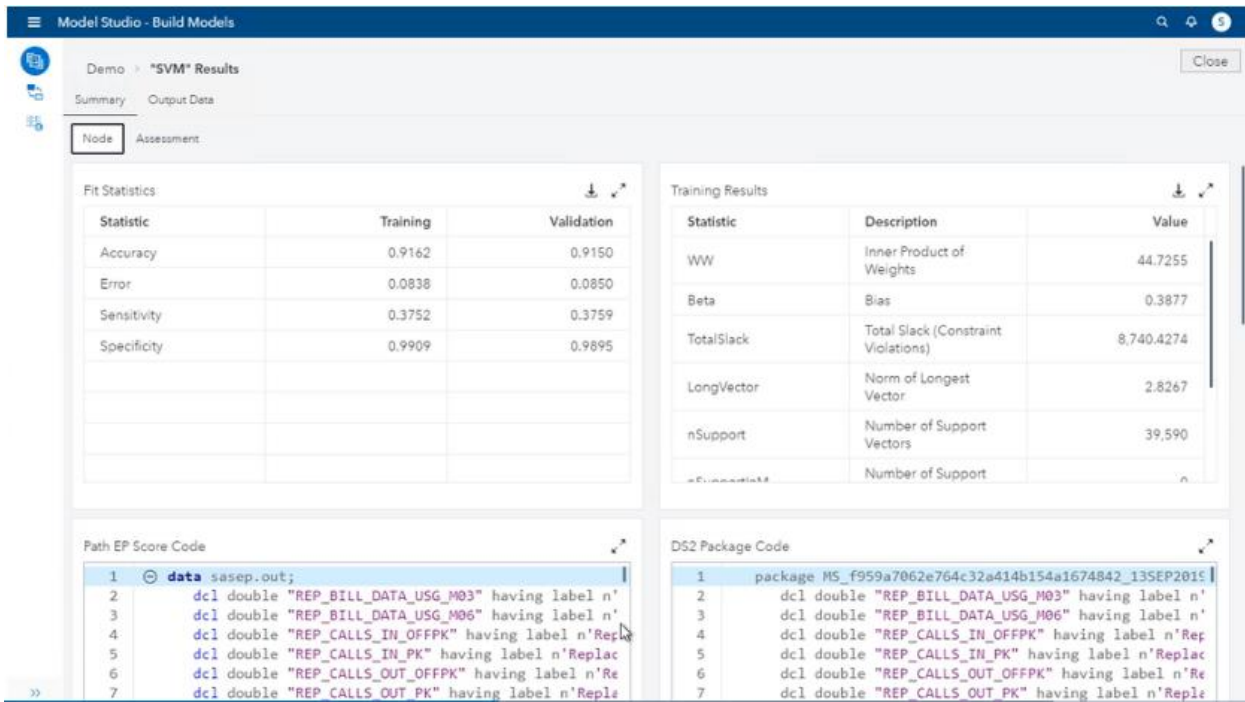 Model Studio - Build Models
S
Demo > "SVM" Results
Close
Summary Output Data
Node Assessment
Fit Statistics
Statistic Training Validation
Accuracy 0.9162 0.9150
Error 0.0838 0.0850
Sensitivity 0.3752 0.3759
Specificity 0.9909 0.9895
Training Results
Statistic Description Value
WW Inner Product of
Weights 44.7255
Beta Bias 0.3877
TotalSlack Total Slack (Constraint
Violations) 8,740.4274
LongVector Norm of Longest
Vector 2.8267
nSupport Number of Support
Vectors 39,590
Number of Support
Path EP Score Code
1 data sasep.out;
2 dcl double "REP_BILL_DATA_USG_M03" having label n'
3 dcl double "REP_BILL_DATA_USG_M06" having label n'
4 dcl double "REP_CALLS_IN_OFFPK" having label n'Rep
5 dcl double "REP_CALLS_IN_PK" having label n'Replac
6 dcl double "REP_CALLS_OUT_OFFPK" having label n'Re
7 dcl double "REP_CALLS_OUT_PK" having label n'Repla
DS2 Package Code
1 package MS_f959a7062e764c32a414b154a1674842_13SEP2019
2 dcl double "REP_BILL_DATA_USG_M03" having label n'
3 dcl double "REP_BILL_DATA_USG_M06" having label n'
4 dcl double "REP_CALLS_IN_OFFPK" having label n'Rep
5 dcl double "REP_CALLS_IN_PK" having label n'Replac
6 dcl double "REP_CALLS_OUT_OFFPK" having label n'Re
7 dcl double "REP_CALLS_OUT_PK" having label n'Repla